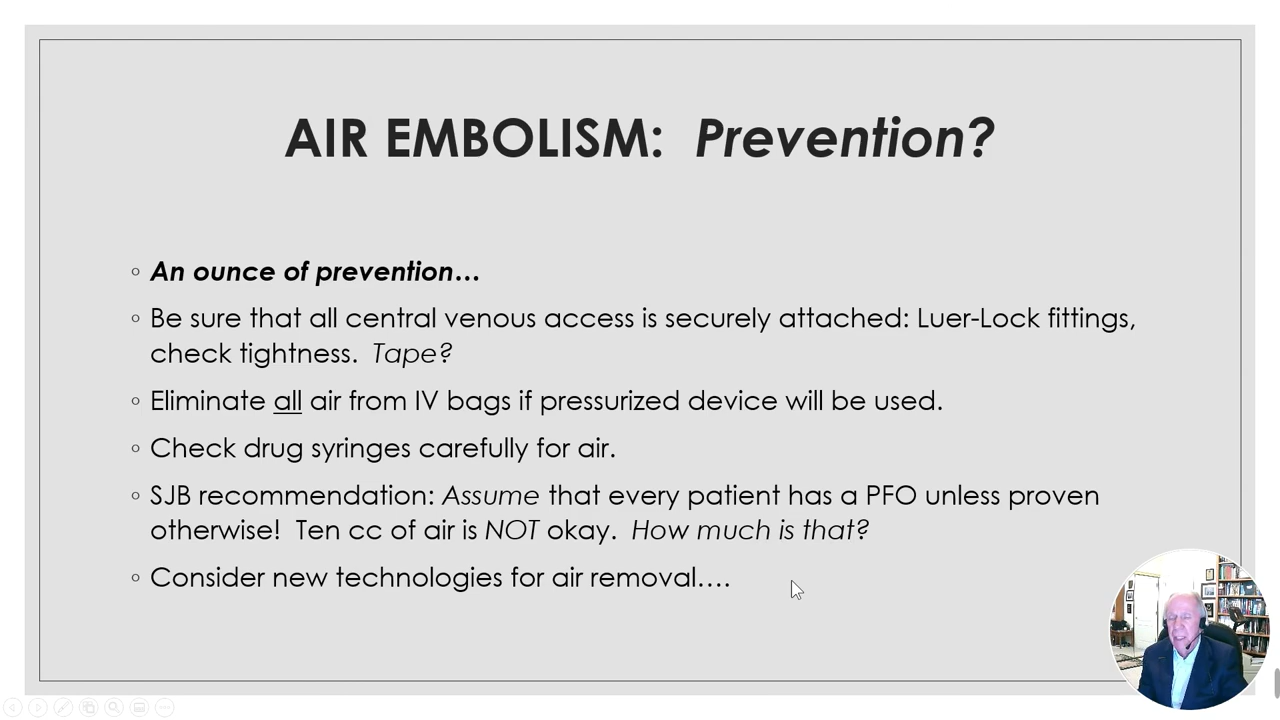 AIR EMBOLISM: Prevention?
An ounce of prevention…
Be sure that all central venous access is securely attached: Luer-Lock fittings,
check tightness. Tape?
Eliminate all air from IV bags if pressurized device will be used.
Check drug syringes carefully for air.
SJB recommendation: Assume that every patient has a PFO unless proven
otherwise! Ten cc of air is NOT okay. How much is that?
Consider new technologies for air removal….